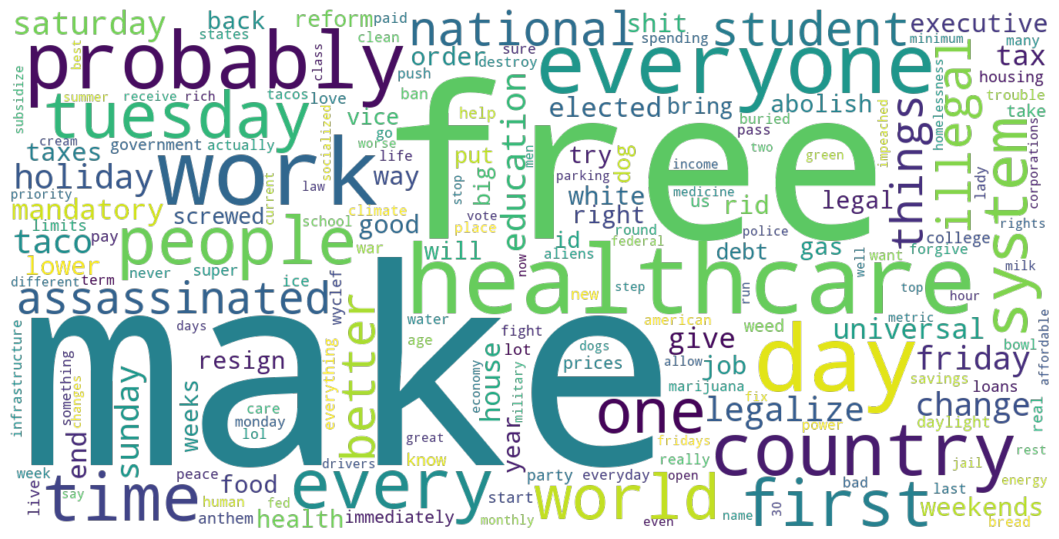 saturday
back
reform
paid
national
shit
student
executive
states
clean
spending
minimum
many
probably
best
class
order
sure
destroy
everyone
tax
housing
subsidize
summer
receive
rich
tacos
love
push
ban
free
help
elected
bring
abolish
homelessness
trouble
take
tuesday
vice
education
buried
pass
impeached
illegal
things
system
corporations
cream
government
actually
socialized
go
worse
men
try
dog
two
green
taxes
work
life
way
put
parking
income
legal
lady
holiday
law
big
white
us
medicine
priority
current
stop
vote
right
rid
police
rights
mandatory
screwed
good
climate
place
round
federal
limits
school
war
id
debt
gas
college
forgive
taco
pay
people
will
aliens
now
well
want
milk
lower
never
super
healthcare
different
term
ice
new
step
run
top
hour
affordable
assassinated
wyclef
water
american
metric
make
days
better
age
fight
dogs
weed
give
universal
bowl
infrastructure
something
changes
resign
everything
economy
lot
prices
allow
day
friday
end
sunday
weeks
care
house
military
job
marijuana
fix
savings
loans
real
monday
lol
great
one
legalize
change
daylight
know
year
fridays
power
country
rest
week
drivers
party
really
everyday
open
jail
energy
time
peace
food
every
world
first
bad
last
weekends
live
say
human
fed
start
name
30
anthem
health
immediately
monthly
even
bread